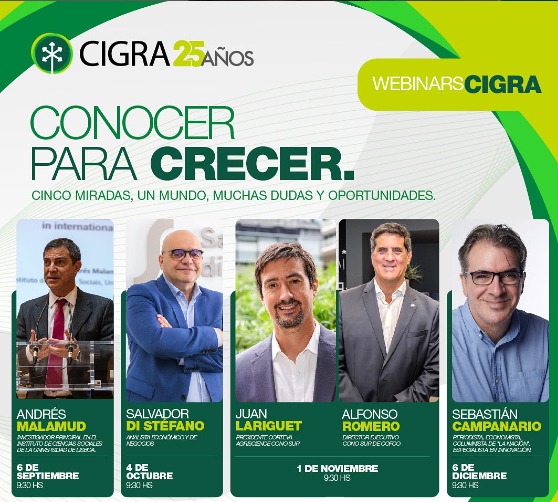 CIGRA 25 AÑOS
WEBINARS CIGRA
CONOCER
PARA CRECER.
CINCO MIRADAS, UN MUNDO, MUCHAS DUDAS Y OPORTUNIDADES.
in international
ANDRÉS
MALAMUD
INVESTIGADOR PRINCIPAL EN EL
INSTITUTO DE CIENCIAS SOCIALES
DE LA UNIVERSIDAD DE LISBOA.
6 DE
SEPTIEMBRE
9:30 HS
SALVADOR
DI STÉFANO
ANALISTA ECONÓMICO Y DE
NEGOCIOS
4 DE
OCTUBRE
9:30 HS
JUAN
LARIGUET
PRESIDENTE CORTEVA
AGRISCIENCE CONO SUR
ALFONSO
ROMERO
DIRECTOR EJECUTIVO
CONO SUR DE COFCO
1 DE NOVIEMBRE
9:30 HS
SEBASTIÁN
CAMPANARIO
PERIODISTA, ECONOMISTA,
COLUMNISTA DE "LA NACIÓN",
ESPECIALISTA EN INNOVACIÓN
6 DE
DICIEMBRE
9:30 HS